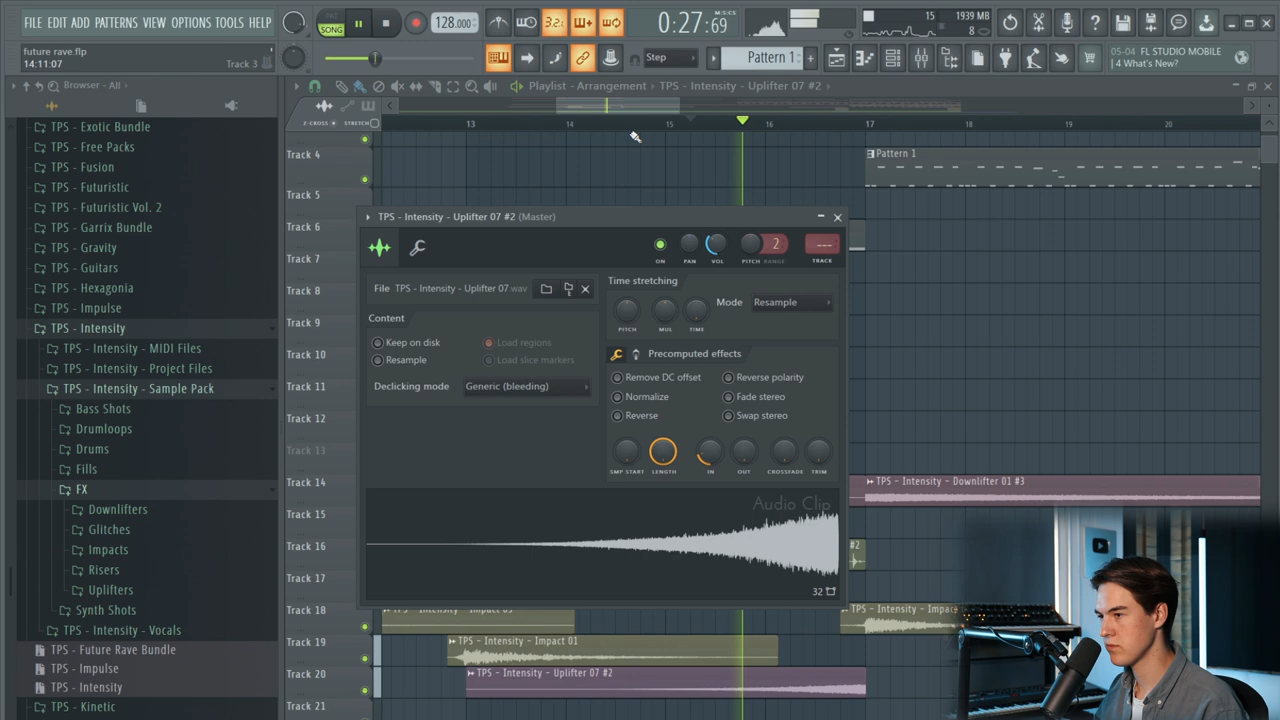 FILE EDIT ADD PATTERNS VIEW OPTIONS TOOLS HELP
SONG
128.000
3.2:
0:27:69
M:S:CS
15
1939 MB
8
future rave.flp
14:11:07
Track 3
Step
Pattern 1
05-04 FL STUDIO MOBILE
| 4 What's New?
Browser - All
Playlist - Arrangement › TPS - Intensity - Uplifter 07 #2 ›
Z-CROSS
STRETCH
13
14
15
16
17
18
19
20
TPS - Exotic Bundle
TPS - Free Packs
TPS - Fusion
TPS - Futuristic
TPS - Futuristic Vol. 2
TPS - Garrix Bundle
TPS - Gravity
TPS - Guitars
TPS - Hexagonia
TPS - Impulse
TPS - Intensity
TPS - Intensity - MIDI Files
TPS - Intensity - Project Files
TPS - Intensity - Sample Pack
Bass Shots
Drumloops
Drums
Fills
FX
Downlifters
Glitches
Impacts
Risers
Uplifters
Synth Shots
TPS - Intensity - Vocals
TPS - Future Rave Bundle
TPS - Impulse
TPS - Intensity
TPS - Kinetic
Track 4
Track 5
Track 6
Track 7
Track 8
Track 9
Track 10
Track 11
Track 12
Track 13
Track 14
Track 15
Track 16
Track 17
Track 18
Track 19
Track 20
Track 21
Pattern 1
TPS - Intensity - Downlifter 01 #3
#2
TPS - Intensity - Impac
TPS - Intensity - Impact 01
TPS - Intensity - Uplifter 07 #2
TPS - Intensity - Uplifter 07 #2 (Master)
ON
PAN
VOL
PITCH
RANGE
2
---
TRACK
File TPS - Intensity - Uplifter 07 .wav
Content
Keep on disk
Resample
Load regions
Load slice markers
Declicking mode
Generic (bleeding)
Time stretching
PITCH
MUL
TIME
Mode
Resample
Precomputed effects
Remove DC offset
Normalize
Reverse
Reverse polarity
Fade stereo
Swap stereo
SMP START
LENGTH
IN
OUT
CROSSFADE
TRIM
Audio Clip
32